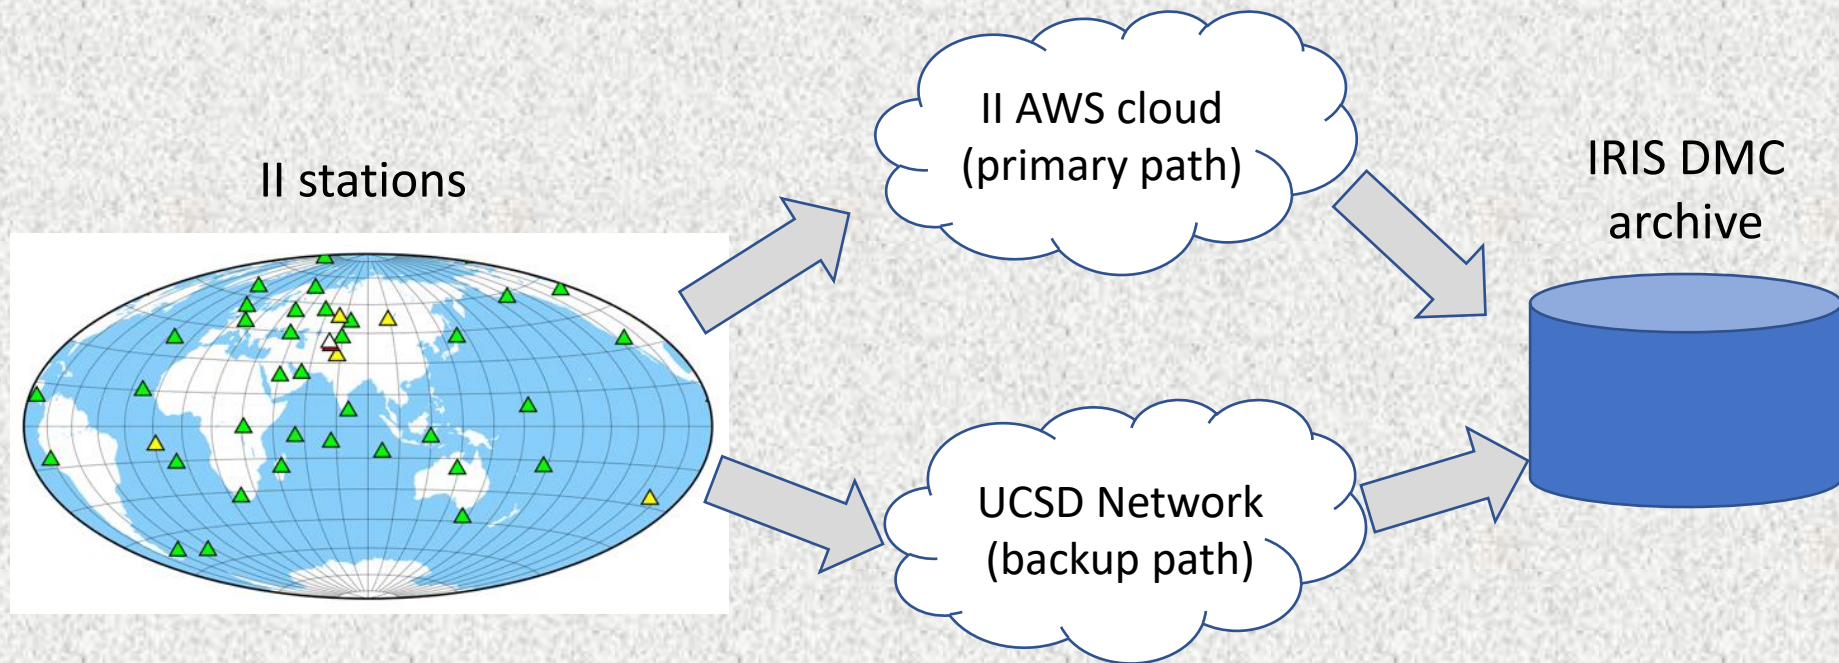 II stations
II AWS cloud
(primary path)
UCSD Network
(backup path)
IRIS DMC
archive